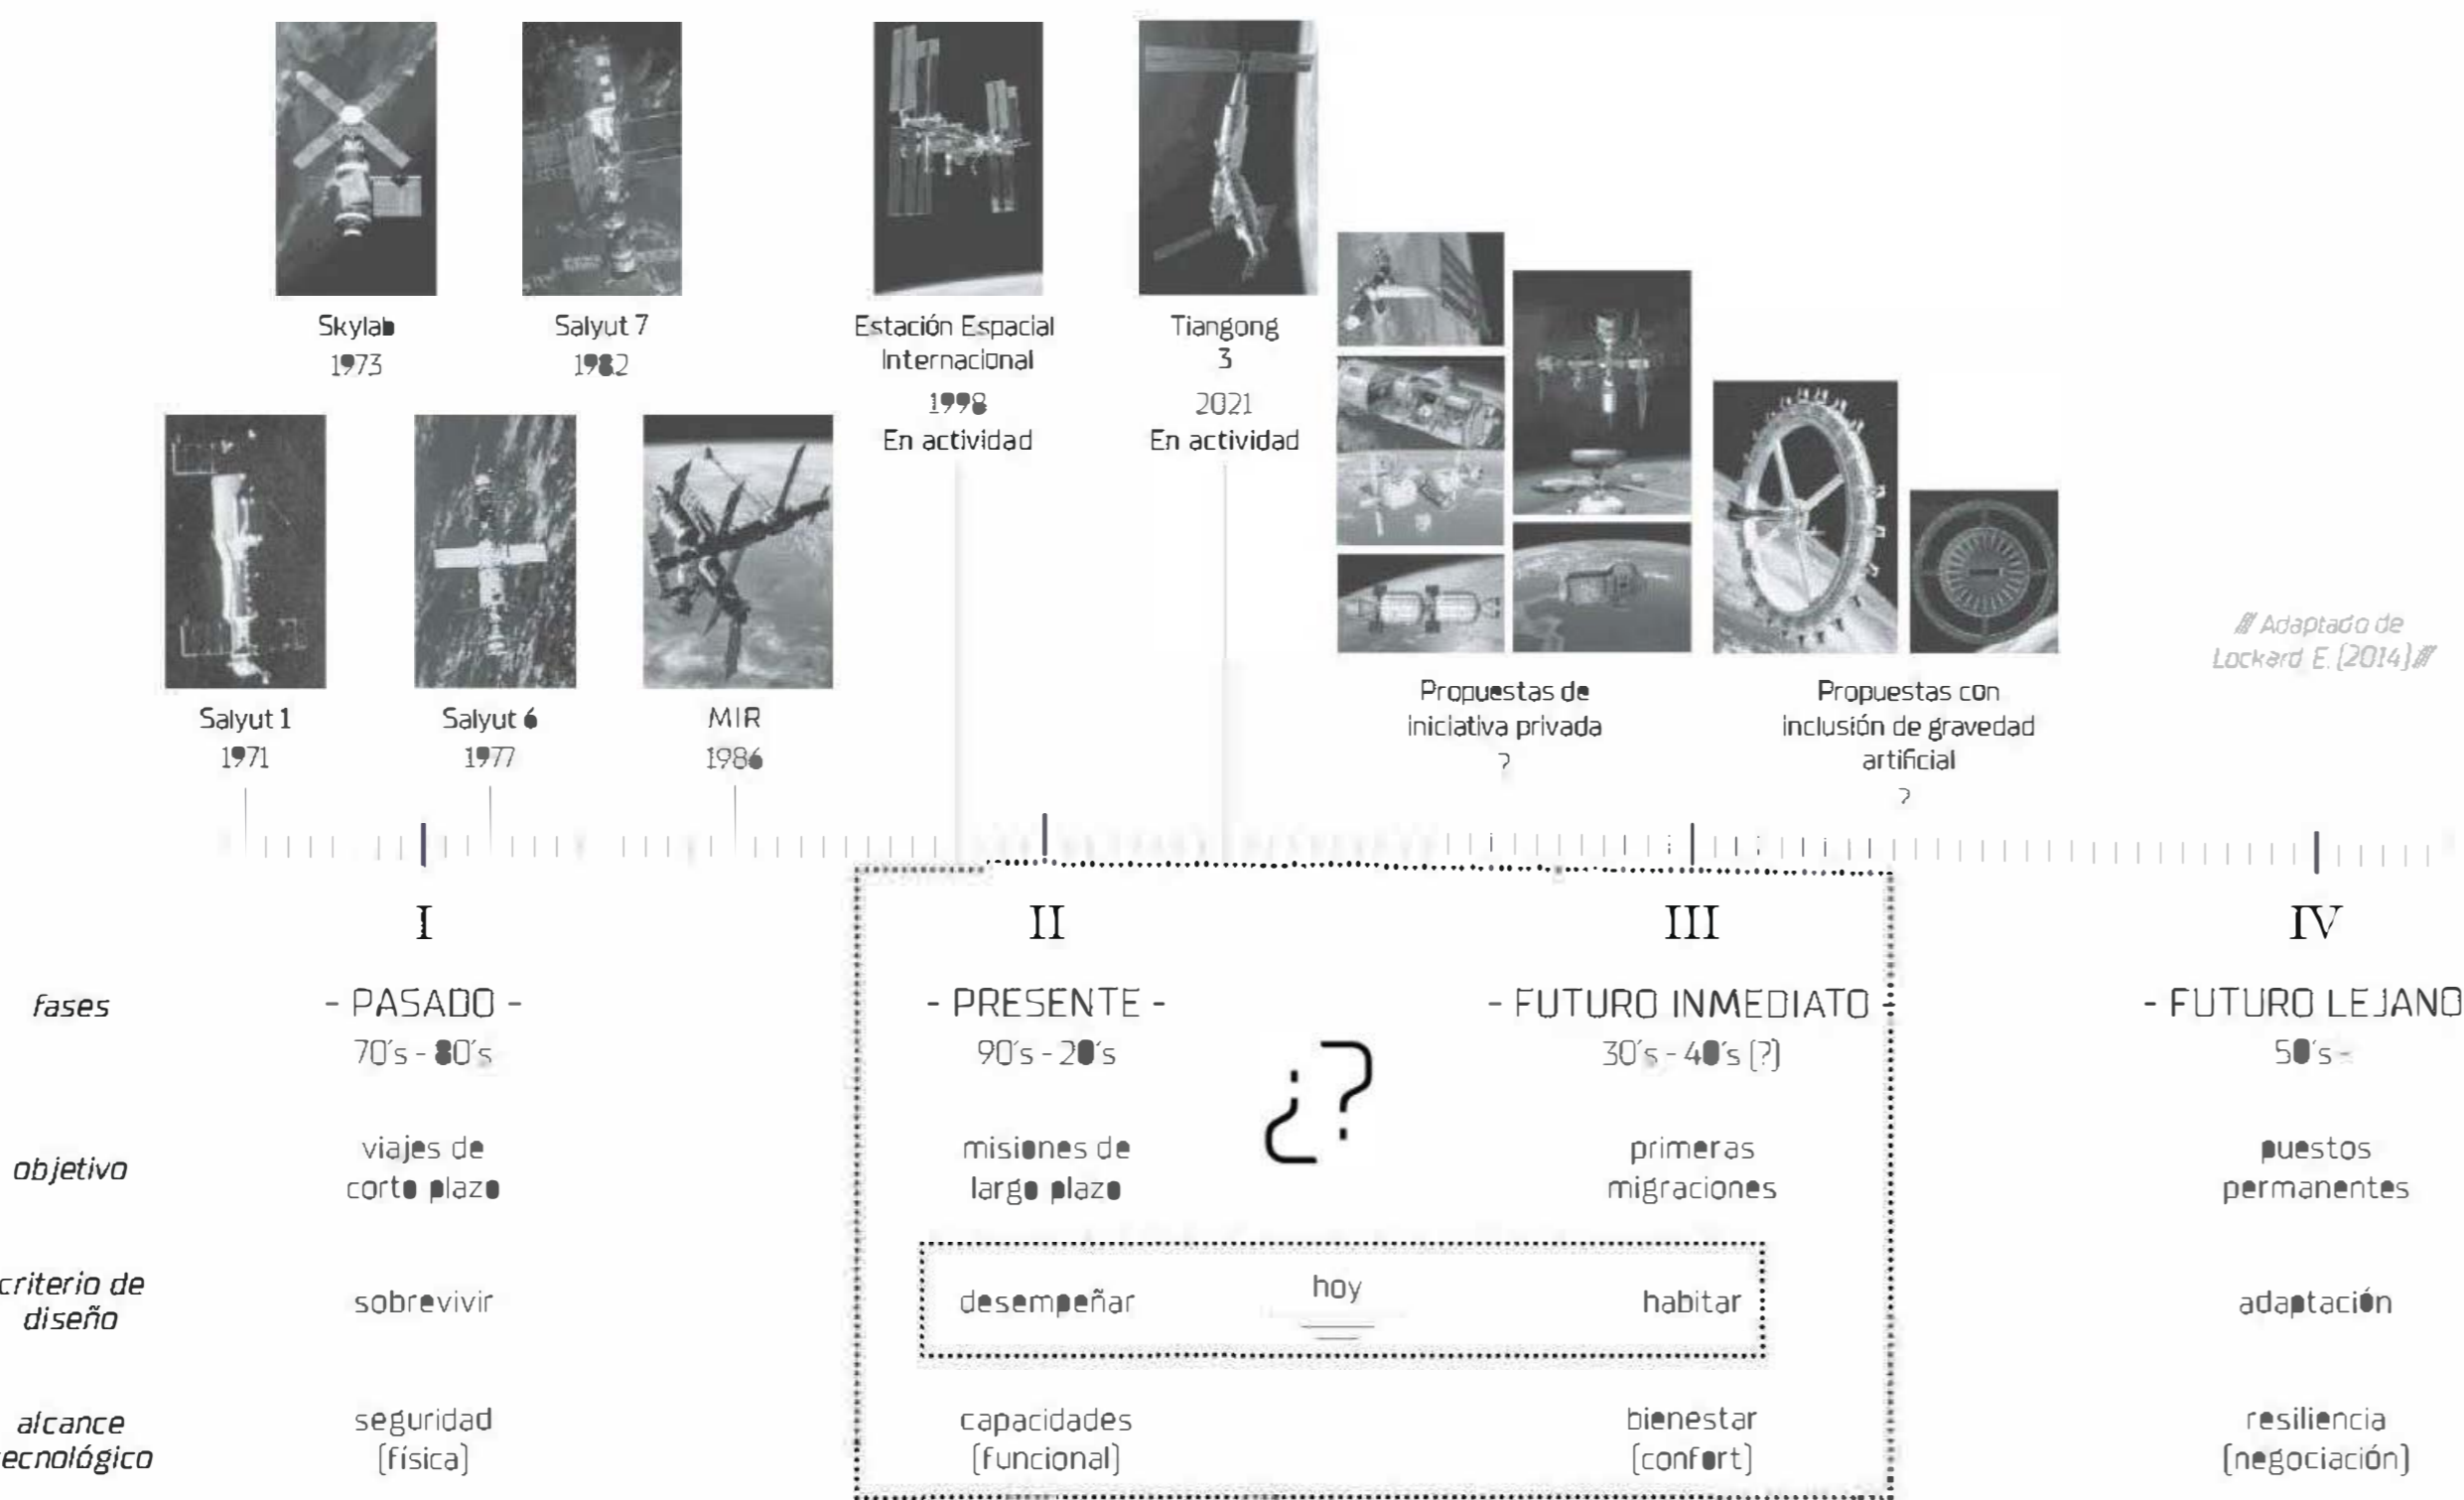 Skylab
1973
Salyut 7
1982
Estación Espacial
Internacional
1998
En actividad
Tiangong
3
2021
En actividad
Salyut 1
1971
Salyut 6
1977
MIR
1986
Propuestas de
iniciativa privada
?
Propuestas con
inclusión de gravedad
artificial
?
/// Adaptado de
Lockard E. (2014)///
I
II
III
IV
fases
- PASADO -
70´s - 80´s
- PRESENTE -
90´s - 20´s
- FUTURO INMEDIATO -
30´s - 40´s (?)
- FUTURO LEJANO
50´s -
¿?
objetivo
viajes de
corto plazo
misiones de
largo plazo
primeras
migraciones
puestos
permanentes
criterio de
diseño
sobrevivir
desempeñar
hoy
habitar
adaptación
alcance
tecnológico
seguridad
(física)
capacidades
(funcional)
bienestar
(confort)
resiliencia
(negociación)